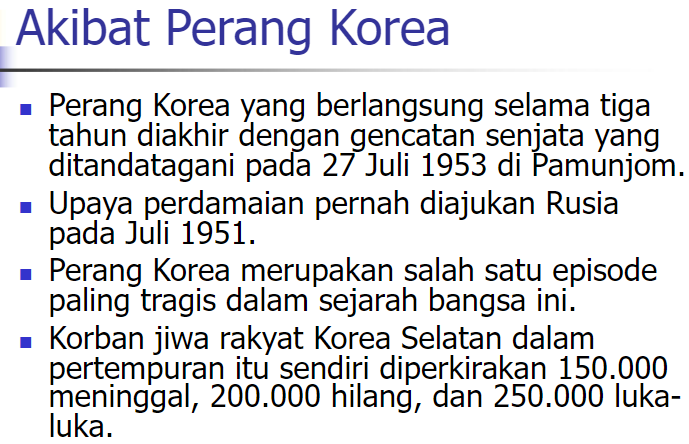 Akibat Perang Korea
Perang Korea yang berlangsung selama tiga
tahun diakhir dengan gencatan senjata yang
ditandatagani pada 27 Juli 1953 di Pamunjom.
Upaya perdamaian pernah diajukan Rusia
pada Juli 1951.
Perang Korea merupakan salah satu episode
paling tragis dalam sejarah bangsa ini.
Korban jiwa rakyat Korea Selatan dalam
pertempuran itu sendiri diperkirakan 150.000
meninggal, 200.000 hilang, dan 250.000 luka-
luka.